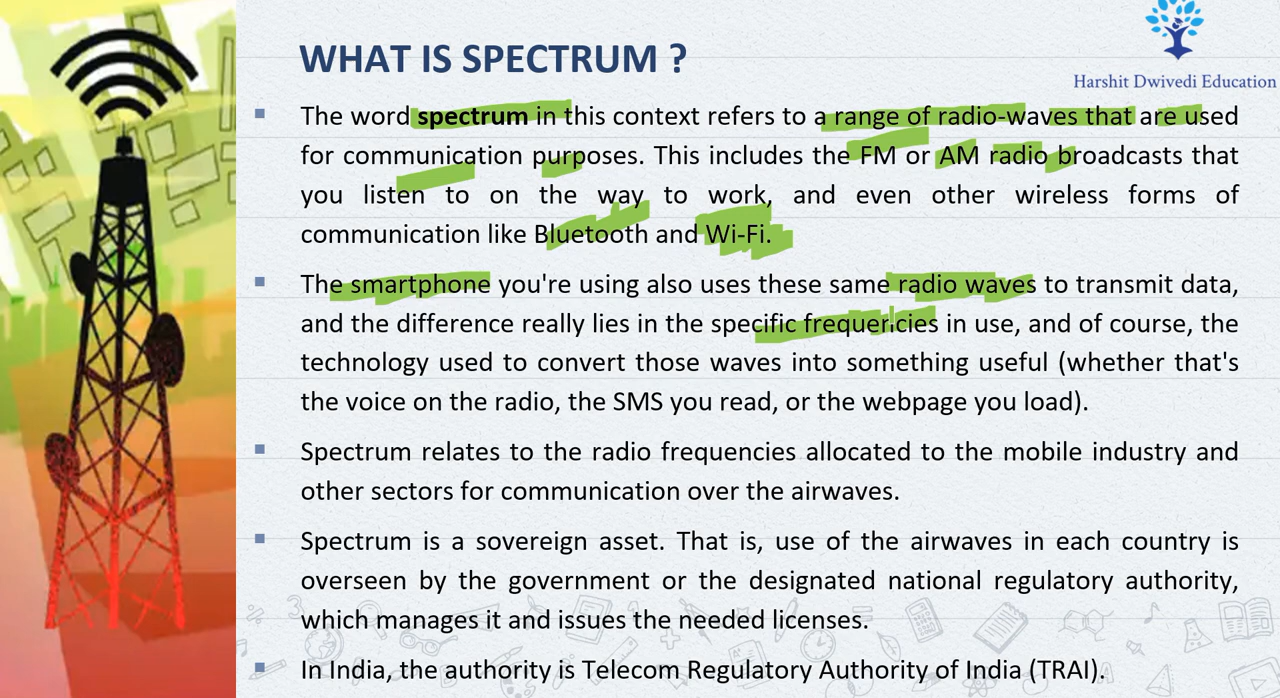 WHAT IS SPECTRUM ?
Harshit Dwivedi Education
▪ The word spectrum in this context refers to a range of radio-waves that are used
for communication purposes. This includes the FM or AM radio broadcasts that
you listen to on the way to work, and even other wireless forms of
communication like Bluetooth and Wi-Fi.
▪ The smartphone you're using also uses these same radio waves to transmit data,
and the difference really lies in the specific frequencies in use, and of course, the
technology used to convert those waves into something useful (whether that's
the voice on the radio, the SMS you read, or the webpage you load).
▪ Spectrum relates to the radio frequencies allocated to the mobile industry and
other sectors for communication over the airwaves.
▪ Spectrum is a sovereign asset. That is, use of the airwaves in each country is
overseen by the government or the designated national regulatory authority,
which manages it and issues the needed licenses.
▪ In India, the authority is Telecom Regulatory Authority of India (TRAI).